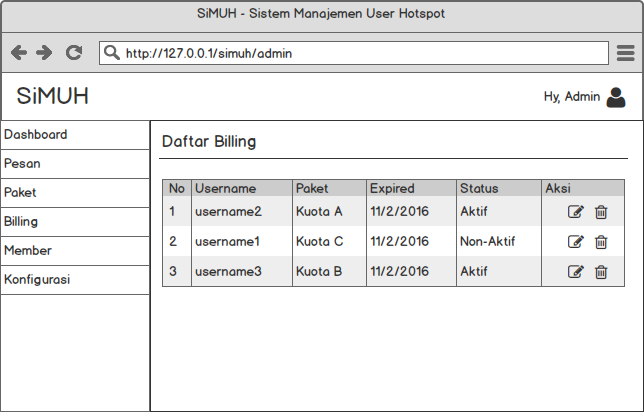 SiMUH - Sistem Manajemen User Hotspot
http://127.0.0.1/simuh/admin
SiMUH
Hy, Admin
Dashboard
Pesan
Paket
Billing
Member
Konfigurasi
Daftar Billing
No Username Paket Expired Status Aksi
1 username2 Kuota A 11/2/2016 Aktif
2 username1 Kuota C 11/2/2016 Non-Aktif
3 username3 Kuota B 11/2/2016 Aktif